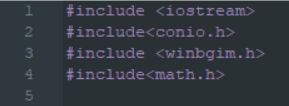 1 #include <iostream>
2 #include<conio.h>
3 #include <winbgim.h>
4 #include<math.h>
5